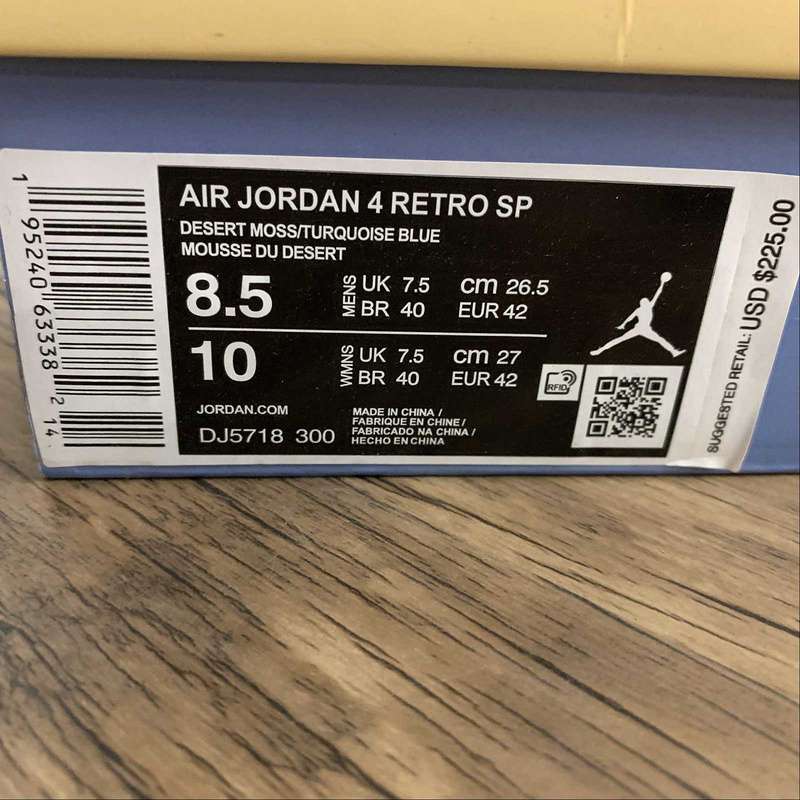 AIR JORDAN 4 RETRO SP
DESERT MOSS/TURQUOISE BLUE
MOUSSE DU DESERT
8.5 MENS UK 7.5 cm 26.5
BR 40 EUR 42
10 WMNS UK 7.5 cm 27
BR 40 EUR 42
RFID
JORDAN.COM
DJ5718 300
MADE IN CHINA /
FABRIQUE EN CHINE /
FABRICADO NA CHINA /
HECHO EN CHINA
1 95240 63338 2 14
SUGGESTED RETAIL: USD $225.00